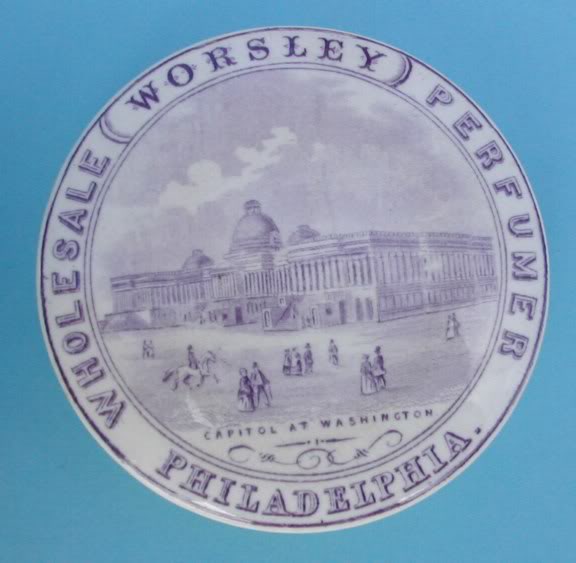 WHOLESALE (WORSLEY) PERFUMER
CAPITOL AT WASHINGTON
PHILADELPHIA.